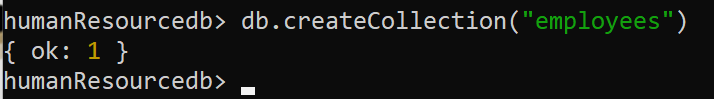 humanResourcedb> db.createCollection("employees")
{ ok: 1 }
humanResourcedb>